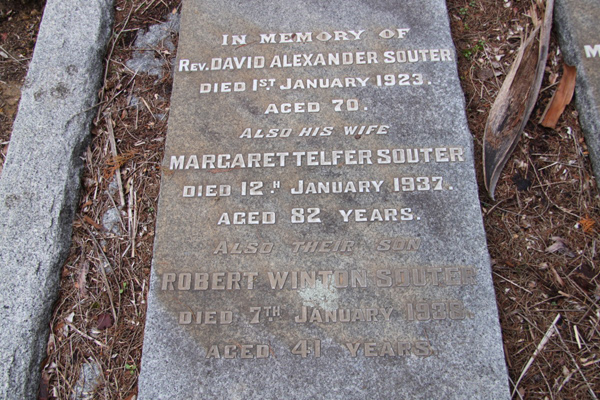 IN MEMORY OF
REV. DAVID ALEXANDER SOUTER
DIED 1ST JANUARY 1923.
AGED 70.
ALSO HIS WIFE
MARGARET TELFER SOUTER
DIED 12.H JANUARY 1937.
AGED 82 YEARS.
ALSO THEIR SON
ROBERT WINTON SOUTER
DIED 7TH JANUARY
AGED 41 YEARS.